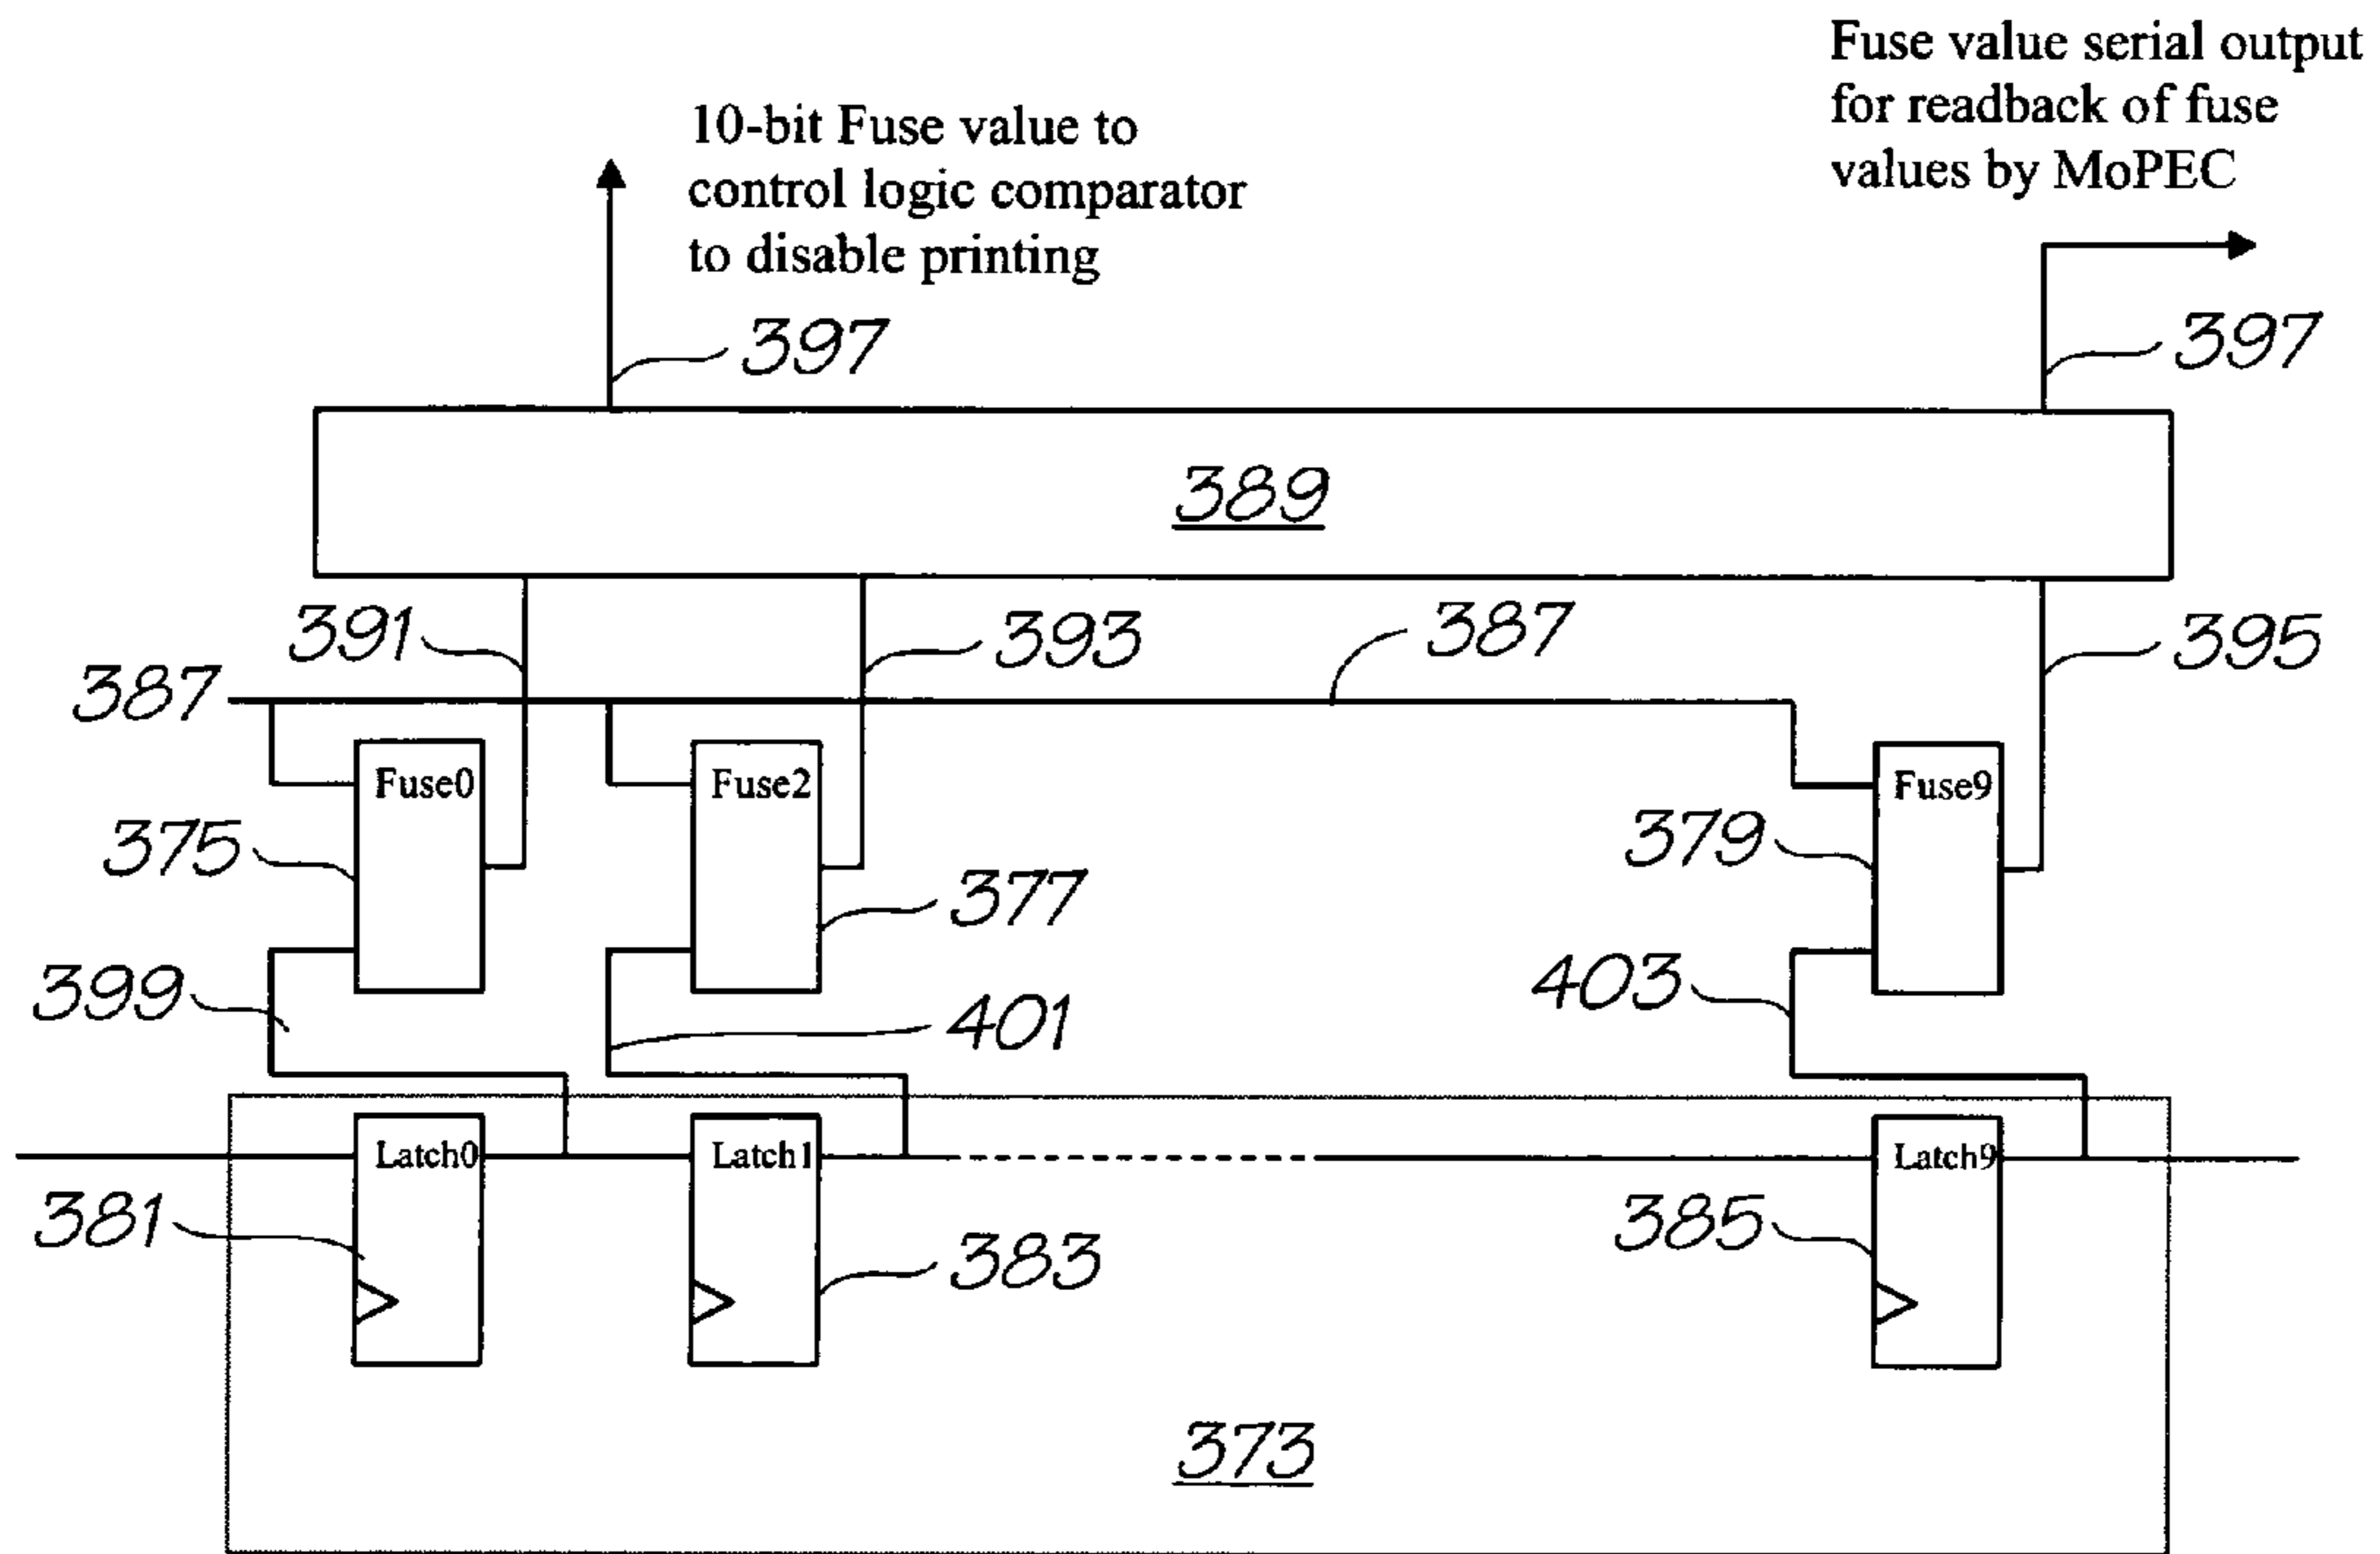 Fuse value serial output
for readback of fuse
values by MoPEC
10-bit Fuse value to
control logic comparator
to disable printing
397
397
389
391
393
387
395
387
Fuse0
Fuse2
Fuse9
375
377
379
399
401
403
Latch0
Latch1
Latch9
381
383
385
373